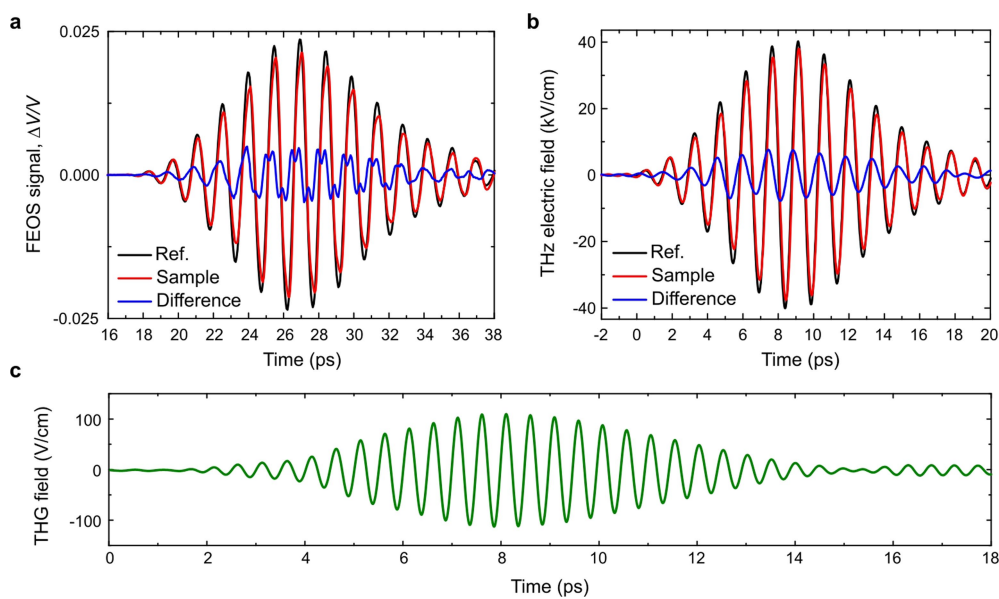 a
0.025
0.000
-0.025
FEOS signal, ΔV/V
Ref.
Sample
Difference
16 18 20 22 24 26 28 30 32 34 36 38
Time (ps)
b
40
20
0
-20
-40
THz electric field (kV/cm)
Ref.
Sample
Difference
-2 0 2 4 6 8 10 12 14 16 18 20
Time (ps)
c
100
0
-100
THG field (V/cm)
0 2 4 6 8 10 12 14 16 18
Time (ps)